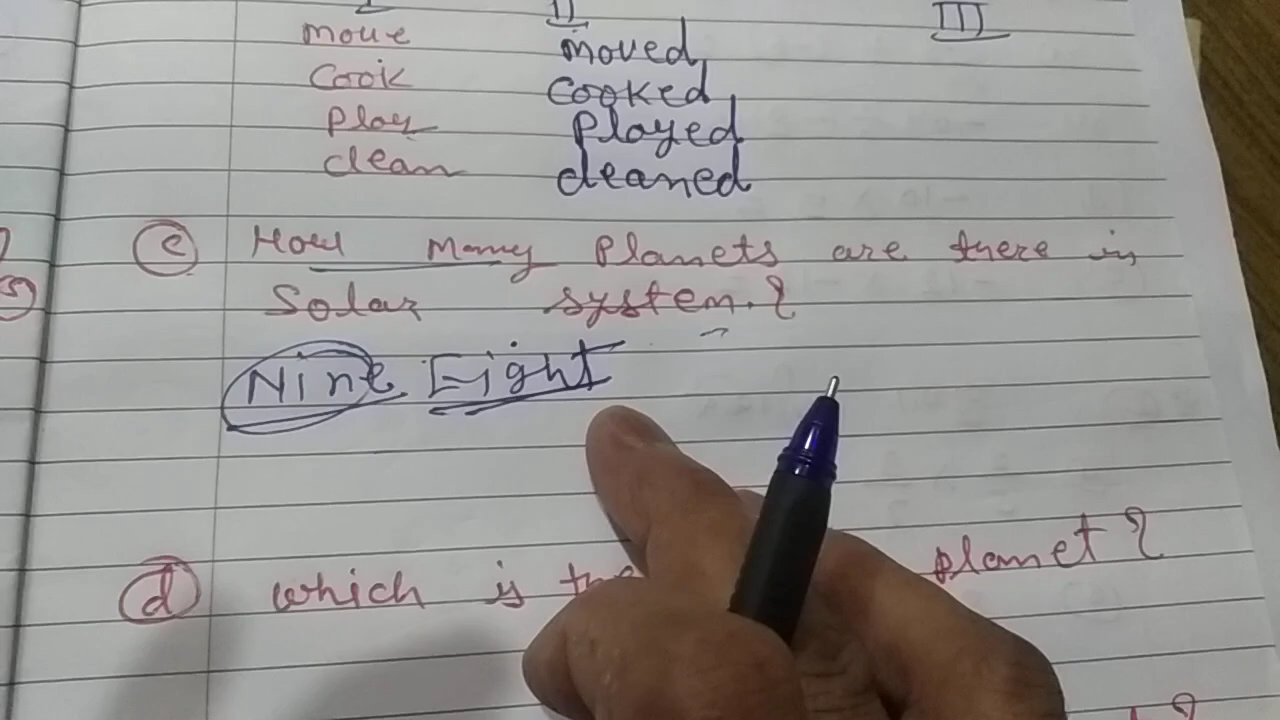 II III
move moved
Cook Cooked
Play Played
clean cleaned
(c) How Many Planets are there in
Solar system.?
Nine Eight
(d) which is the planet?